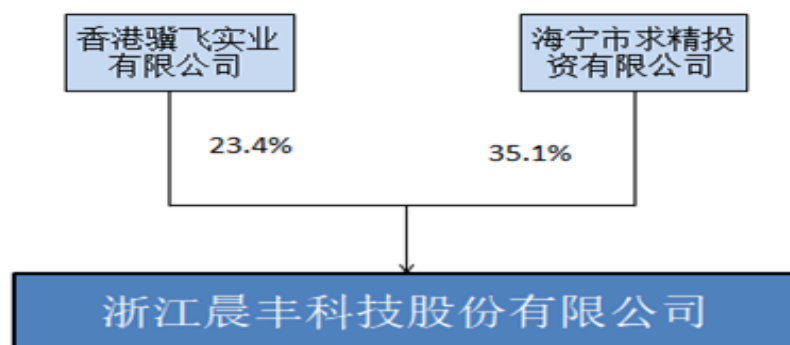 香港骥飞实业
有限公司
海宁市求精投
资有限公司
23.4%
35.1%
浙江晨丰科技股份有限公司